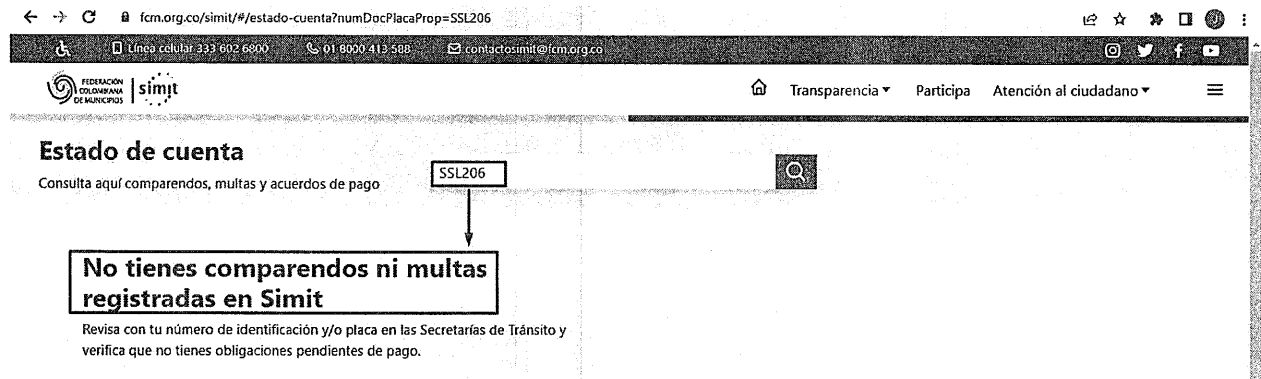 fcm.org.co/simit/#/estado-cuenta?numDocPlacaProp=SSL206
Línea celular 333 602 6800 01 8000 413 588 contactosimit@fcm.org.co
FEDERACIÓN COLOMBIANA DE MUNICIPIOS simit Transparencia Participa Atención al ciudadano
Estado de cuenta
Consulta aquí comparendos, multas y acuerdos de pago SSL206
No tienes comparendos ni multas
registradas en Simit
Revisa con tu número de identificación y/o placa en las Secretarías de Tránsito y
verifica que no tienes obligaciones pendientes de pago.